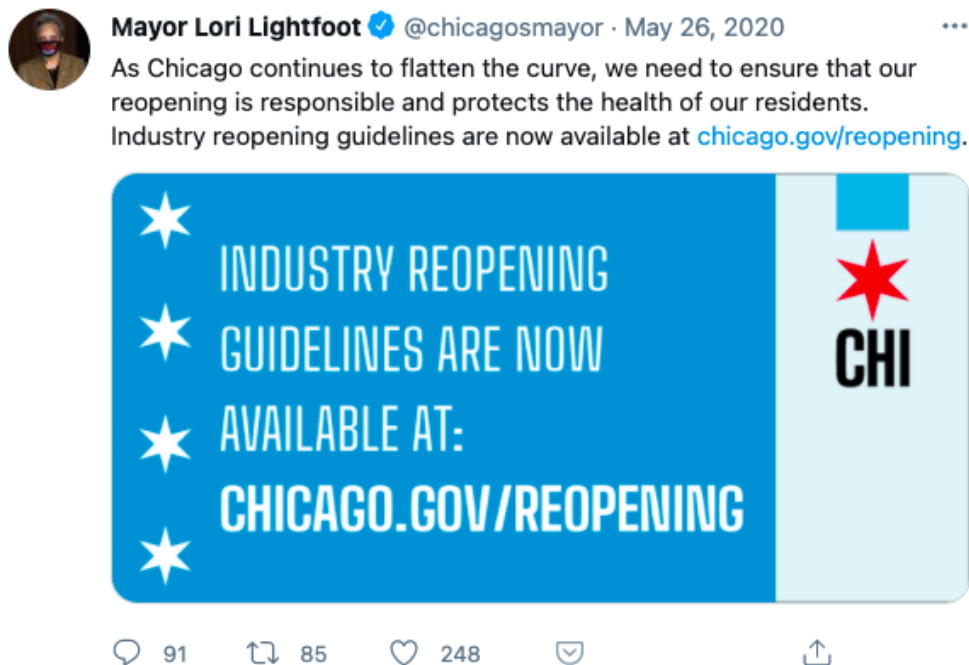 Mayor Lori Lightfoot @chicagosmayor · May 26, 2020
As Chicago continues to flatten the curve, we need to ensure that our
reopening is responsible and protects the health of our residents.
Industry reopening guidelines are now available at chicago.gov/reopening.
INDUSTRY REOPENING
GUIDELINES ARE NOW
AVAILABLE AT:
CHICAGO.GOV/REOPENING
CHI
91 85 248